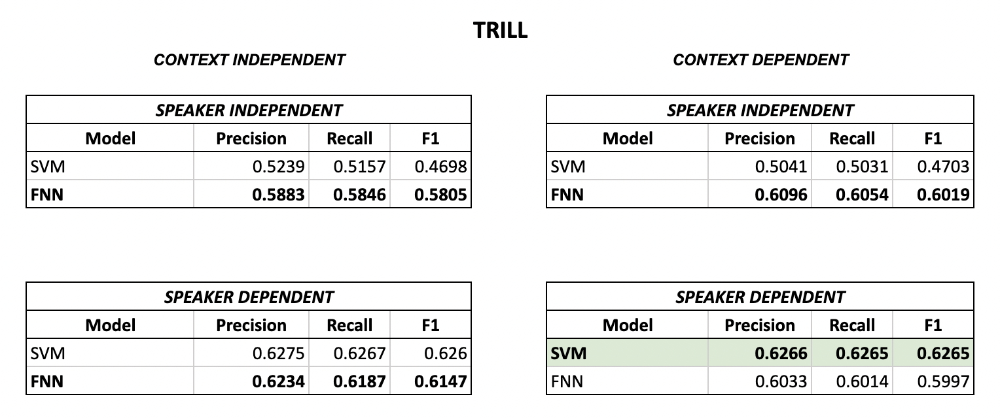 TRILL
CONTEXT INDEPENDENT
SPEAKER INDEPENDENT
Model Precision Recall F1
SVM 0.5239 0.5157 0.4698
FNN 0.5883 0.5846 0.5805
SPEAKER DEPENDENT
Model Precision Recall F1
SVM 0.6275 0.6267 0.626
FNN 0.6234 0.6187 0.6147
CONTEXT DEPENDENT
SPEAKER INDEPENDENT
Model Precision Recall F1
SVM 0.5041 0.5031 0.4703
FNN 0.6096 0.6054 0.6019
SPEAKER DEPENDENT
Model Precision Recall F1
SVM 0.6266 0.6265 0.6265
FNN 0.6033 0.6014 0.5997